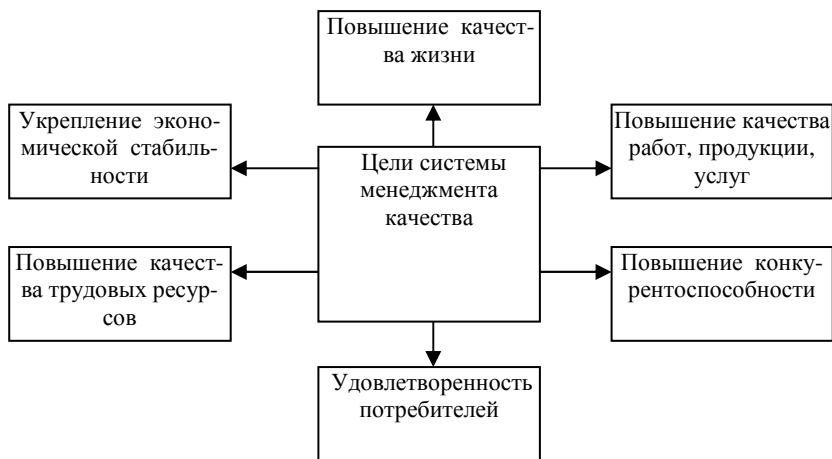 Повышение качест-
ва жизни
Укрепление эконо-
мической стабиль-
ности
Цели системы
менеджмента
качества
Повышение качества
работ, продукции,
услуг
Повышение качест-
ва трудовых ресур-
сов
Повышение конку-
рентоспособности
Удовлетворенность
потребителей